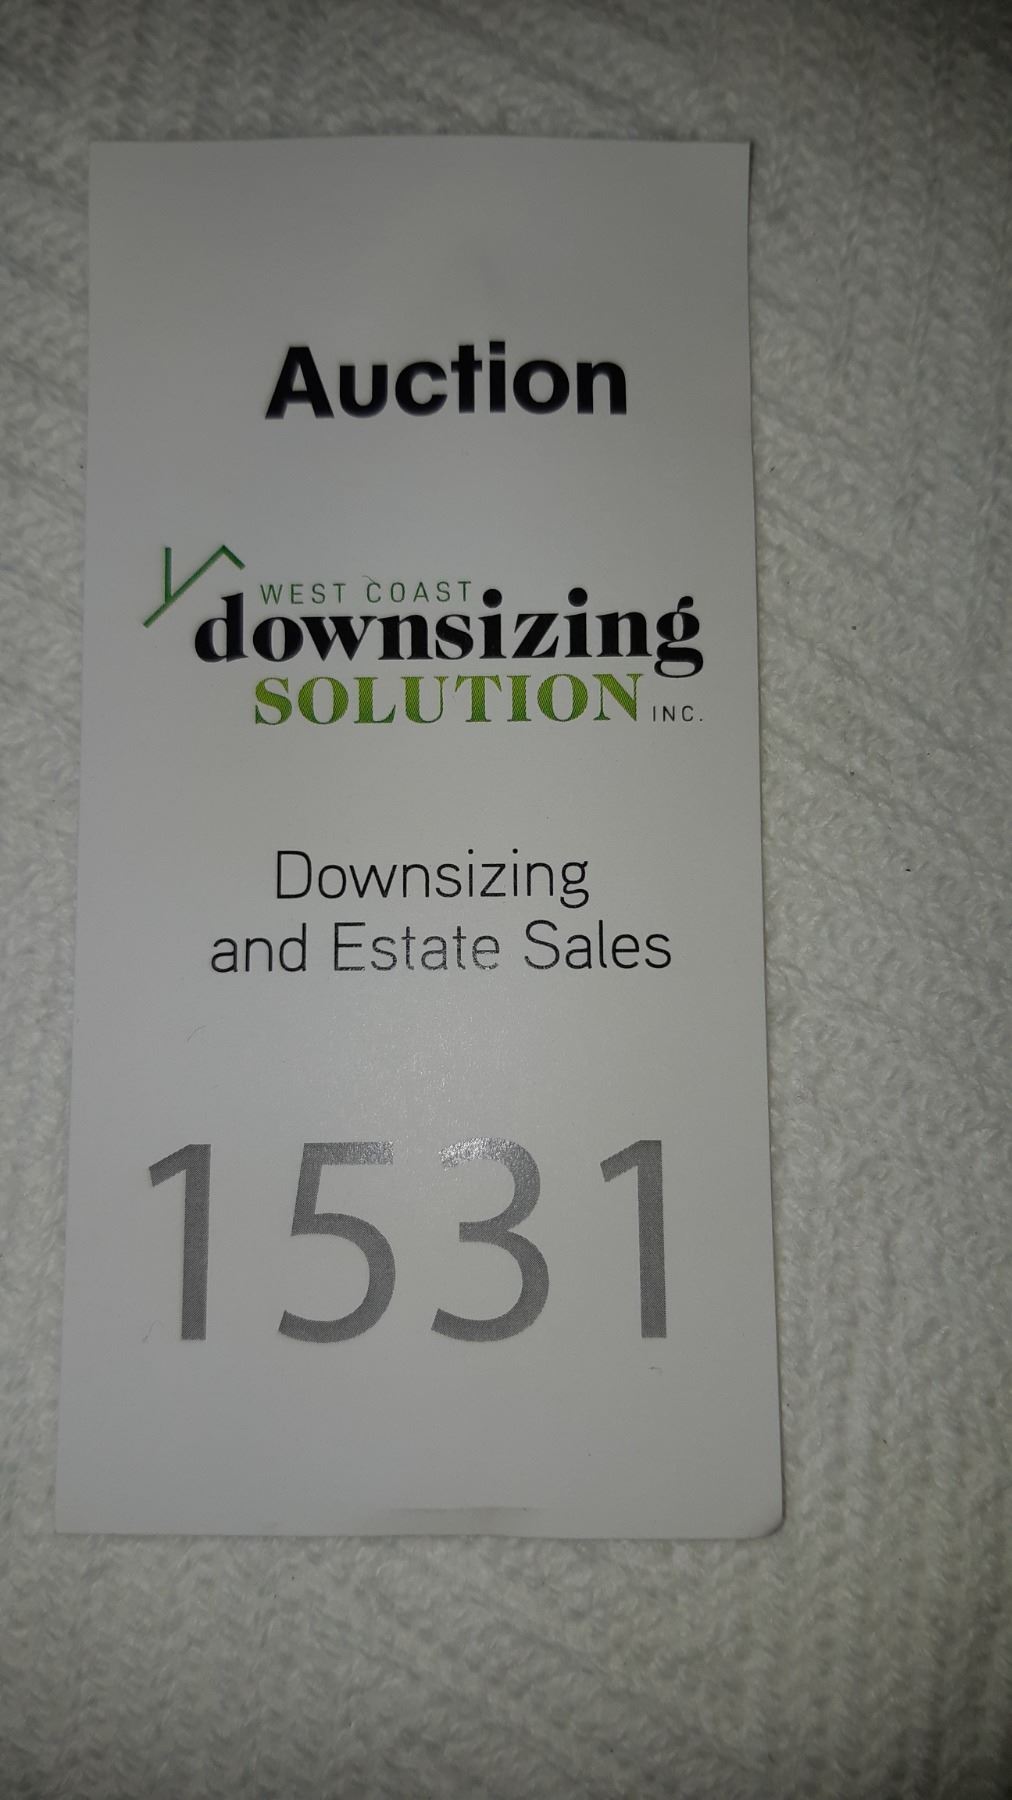 Auction
WEST COAST
downsizing
SOLUTION INC.
Downsizing
and Estate Sales
1531